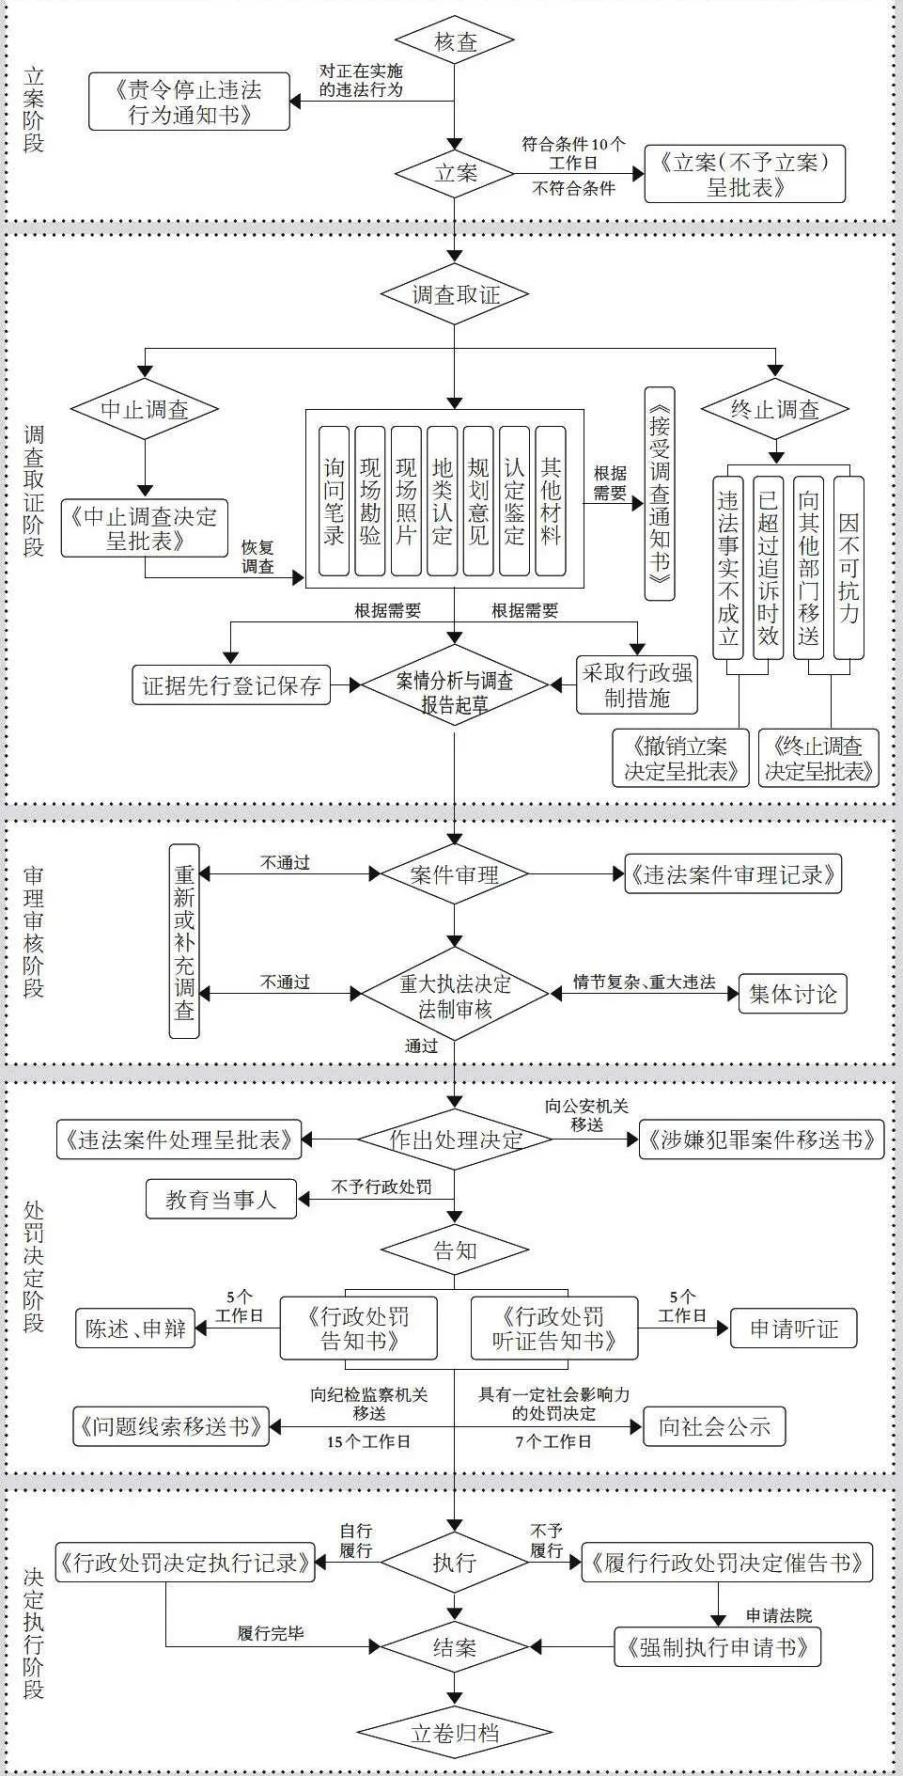 立案阶段
核查
对正在实施
的违法行为
《责令停止违法
行为通知书》
立案
符合条件10个
工作日
不符合条件
《立案(不予立案)
呈批表》
调查取证阶段
调查取证
中止调查
终止调查
《中止调查决定
呈批表》
恢复
调查
询问笔录
现场勘验
现场照片
地类认定
规划意见
认定鉴定
其他材料
根据
需要
《接受调查通知书》
违法事实不成立
已超过追诉时效
向其他部门移送
因不可抗力
根据需要
根据需要
证据先行登记保存
案情分析与调查
报告起草
采取行政强
制措施
《撤销立案
决定呈批表》
《终止调查
决定呈批表》
审理审核阶段
重新或补充调查
不通过
案件审理
《违法案件审理记录》
不通过
重大执法决定
法制审核
情节复杂、重大违法
集体讨论
通过
处罚决定阶段
《违法案件处理呈批表》
作出处理决定
向公安机关
移送
《涉嫌犯罪案件移送书》
教育当事人
不予行政处罚
告知
陈述、申辩
5个
工作日
《行政处罚
告知书》
《行政处罚
听证告知书》
5个
工作日
申请听证
《问题线索移送书》
向纪检监察机关
移送
15个工作日
具有一定社会影响力
的处罚决定
7个工作日
向社会公示
决定执行阶段
《行政处罚决定执行记录》
自行
履行
执行
不予
履行
《履行行政处罚决定催告书》
申请法院
履行完毕
结案
《强制执行申请书》
立卷归档